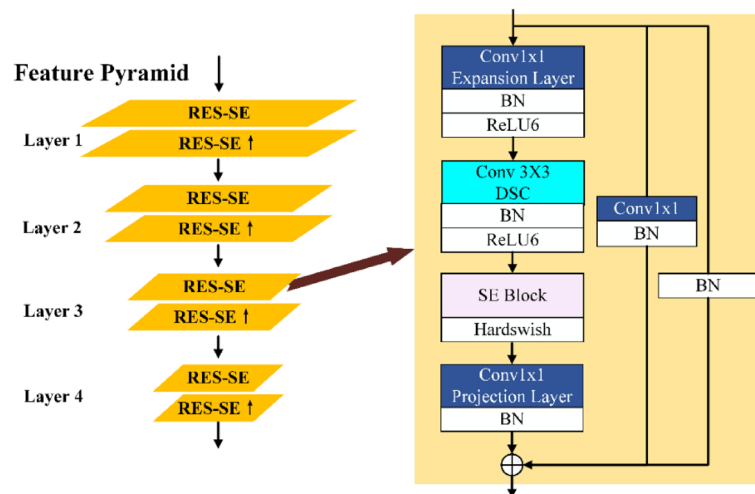 Feature Pyramid
Layer 1
RES-SE
RES-SE ↑
Layer 2
RES-SE
RES-SE ↑
Layer 3
RES-SE
RES-SE ↑
Layer 4
RES-SE
RES-SE ↑
Conv1x1
Expansion Layer
BN
ReLU6
Conv 3X3
DSC
BN
ReLU6
SE Block
Hardswish
Conv1x1
Projection Layer
BN
Conv1x1
BN
BN